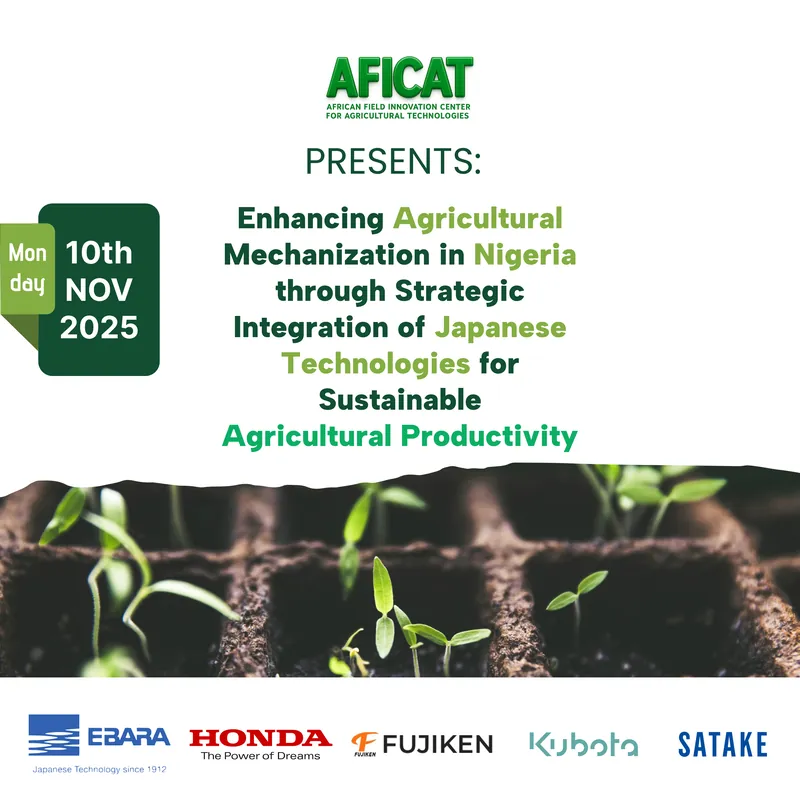 AFICAT
AFRICAN FIELD INNOVATION CENTER
FOR AGRICULTURAL TECHNOLOGIES
PRESENTS:
Mon
day
10th
NOV
2025
Enhancing Agricultural
Mechanization in Nigeria
through Strategic
Integration of Japanese
Technologies for
Sustainable
Agricultural Productivity
EBARA
Japanese Technology since 1912
HONDA
The Power of Dreams
FUJIKEN
FUJIKEN
Kubota
SATAKE